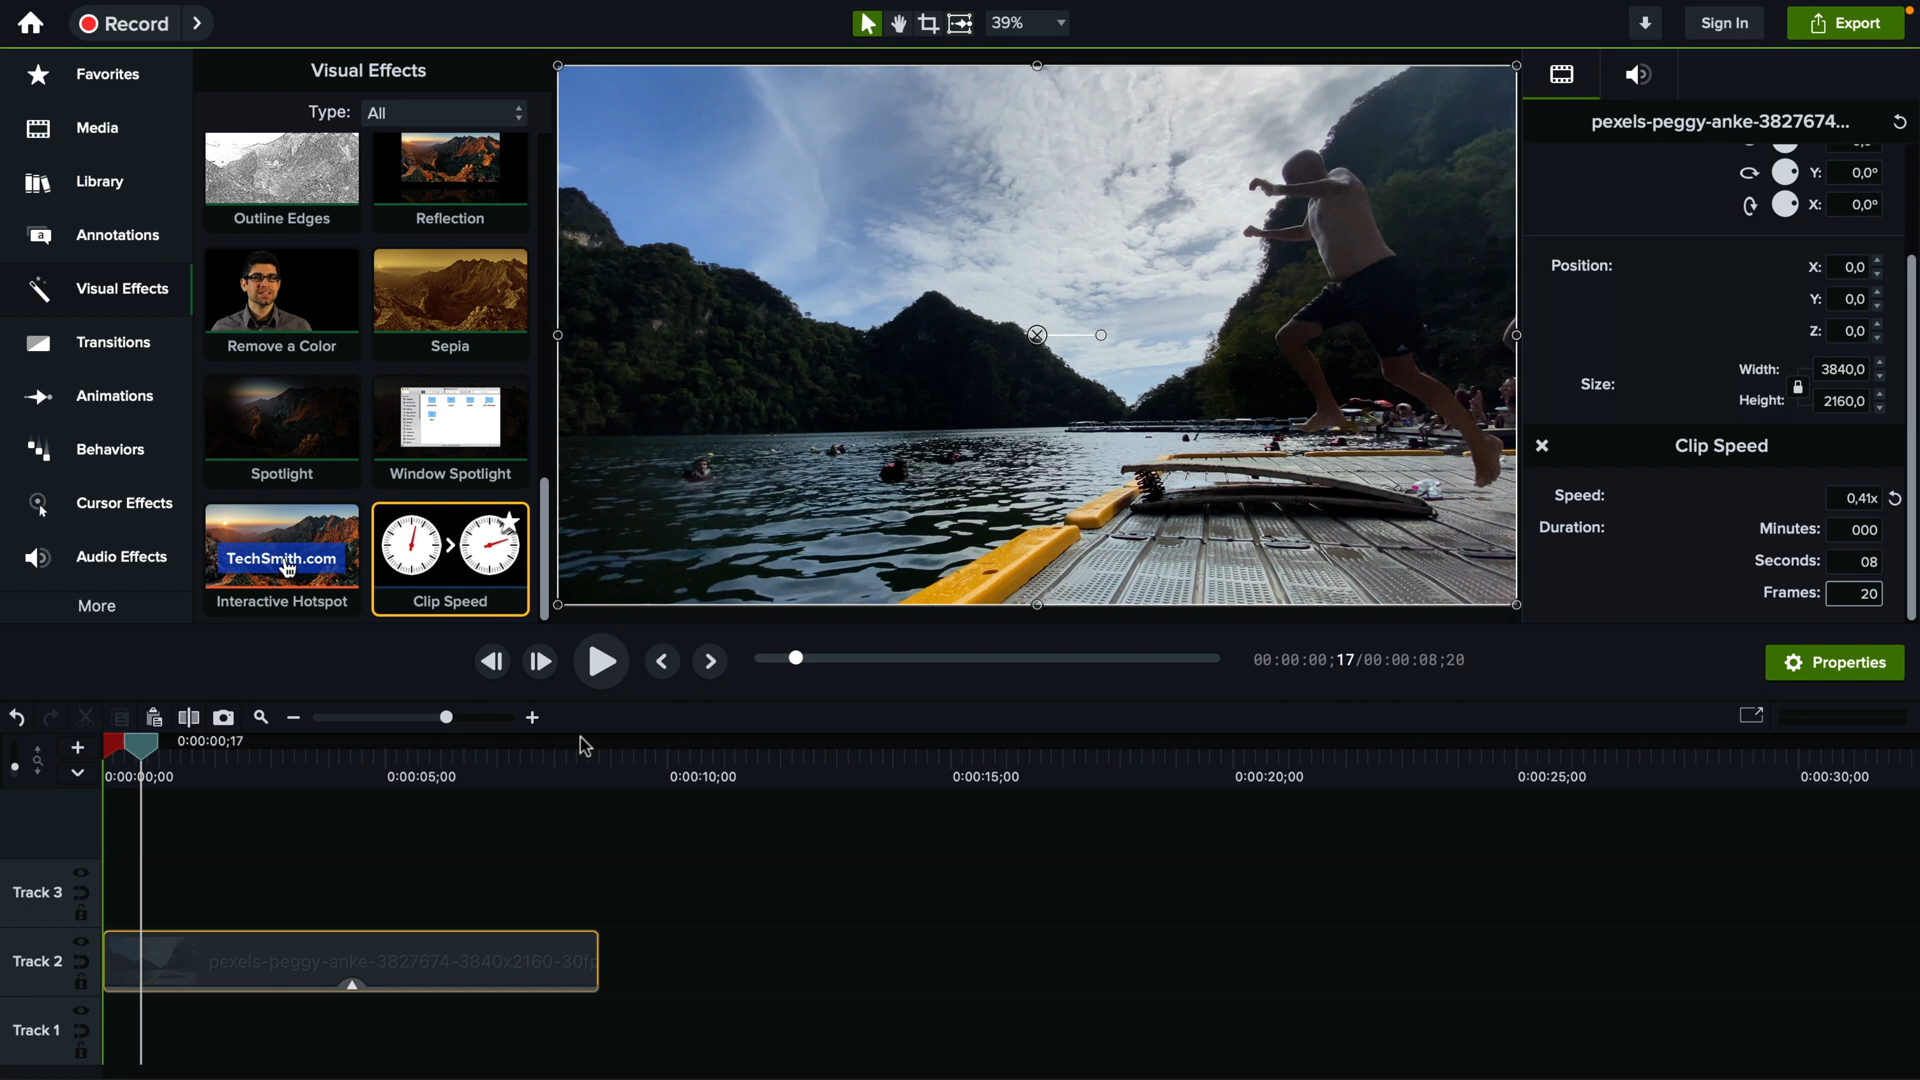 Record
39%
Sign In
Export
Favorites
Media
Library
Annotations
Visual Effects
Transitions
Animations
Behaviors
Cursor Effects
Audio Effects
More
Visual Effects
Type: All
Outline Edges
Reflection
Remove a Color
Sepia
Spotlight
Window Spotlight
TechSmith.com
Interactive Hotspot
Clip Speed
pexels-peggy-anke-3827674...
Y: 0,0°
X: 0,0°
Position:
X: 0,0
Y: 0,0
Z: 0,0
Size:
Width: 3840,0
Height: 2160,0
Clip Speed
Speed: 0,41x
Duration:
Minutes: 000
Seconds: 08
Frames: 20
00:00:00;17/00:00:08;20
Properties
0:00:00;17
0:00:00;00
0:00:05;00
0:00:10;00
0:00:15;00
0:00:20;00
0:00:25;00
0:00:30;00
Track 3
Track 2
pexels-peggy-anke-3827674-3840x2160-30fp
Track 1